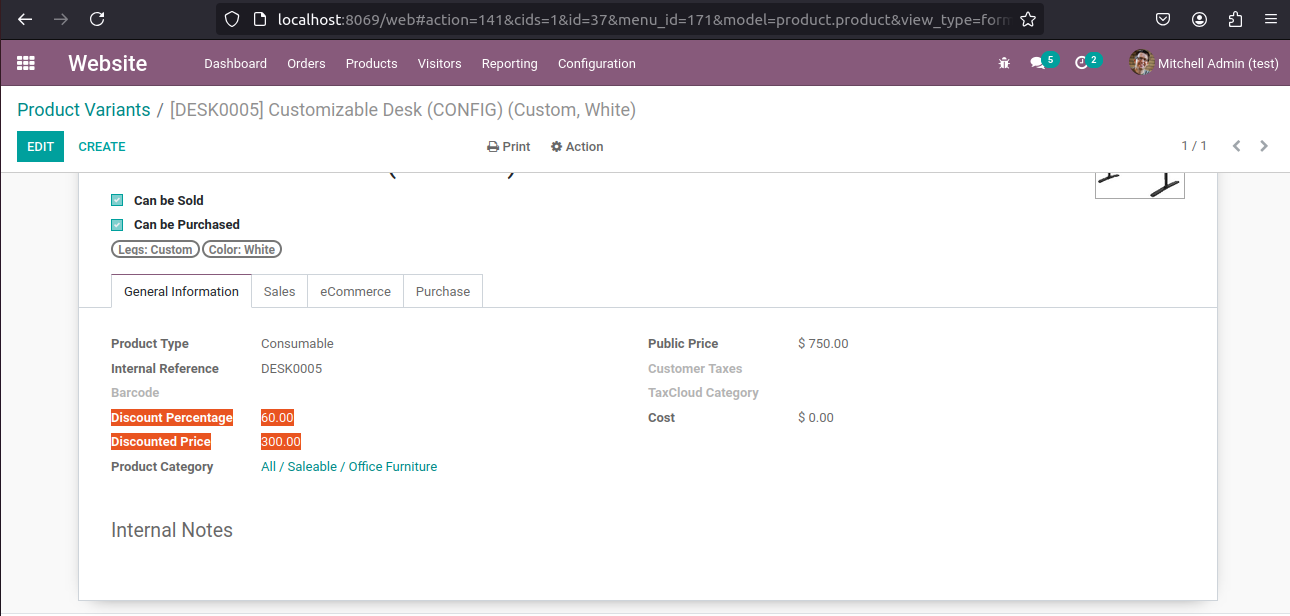 localhost:8069/web#action=141&cids=1&id=37&menu_id=171&model=product.product&view_type=form
Website Dashboard Orders Products Visitors Reporting Configuration 5 2 Mitchell Admin (test)
Product Variants / [DESK0005] Customizable Desk (CONFIG) (Custom, White)
EDIT CREATE Print Action 1 / 1
Can be Sold
Can be Purchased
Legs: Custom Color: White
General Information Sales eCommerce Purchase
Product Type Consumable Public Price $ 750.00
Internal Reference DESK0005 Customer Taxes
Barcode TaxCloud Category
Discount Percentage 60.00 Cost $ 0.00
Discounted Price 300.00
Product Category All / Saleable / Office Furniture
Internal Notes